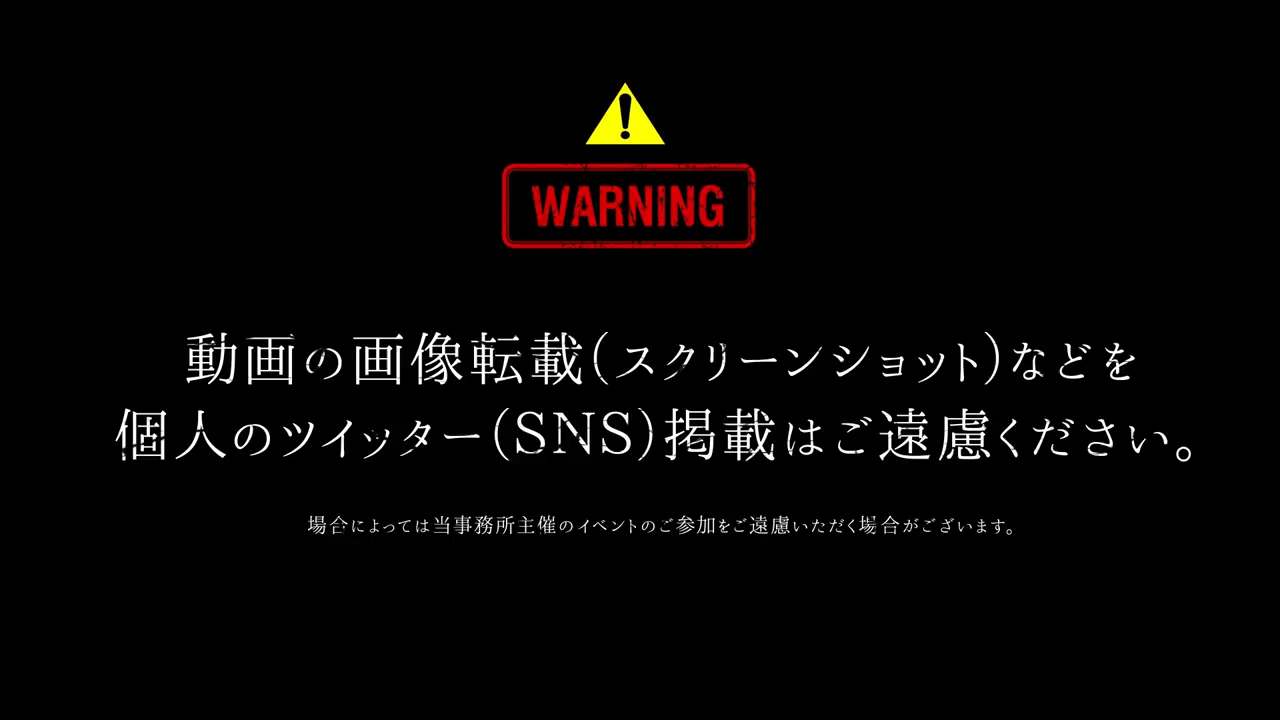 WARNING
動画の画像転載(スクリーンショット)などを
個人のツイッター(SNS)掲載はご遠慮ください。
場合によっては当事務所主催のイベントのご参加をご遠慮いただく場合がございます。